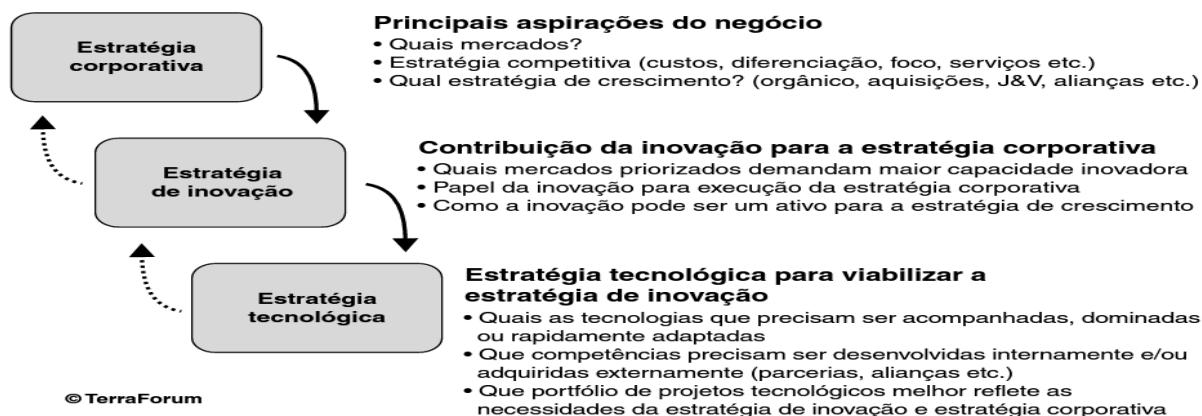 Estratégia
corporativa
Principais aspirações do negócio
• Quais mercados?
• Estratégia competitiva (custos, diferenciação, foco, serviços etc.)
• Qual estratégia de crescimento? (orgânico, aquisições, J&V, alianças etc.)
Estratégia
de inovação
Contribuição da inovação para a estratégia corporativa
• Quais mercados priorizados demandam maior capacidade inovadora
• Papel da inovação para execução da estratégia corporativa
• Como a inovação pode ser um ativo para a estratégia de crescimento
Estratégia
tecnológica
Estratégia tecnológica para viabilizar a
estratégia de inovação
• Quais as tecnologias que precisam ser acompanhadas, dominadas
ou rapidamente adaptadas
• Que competências precisam ser desenvolvidas internamente e/ou
adquiridas externamente (parcerias, alianças etc.)
• Que portfólio de projetos tecnológicos melhor reflete as
necessidades da estratégia de inovação e estratégia corporativa
© TerraForum